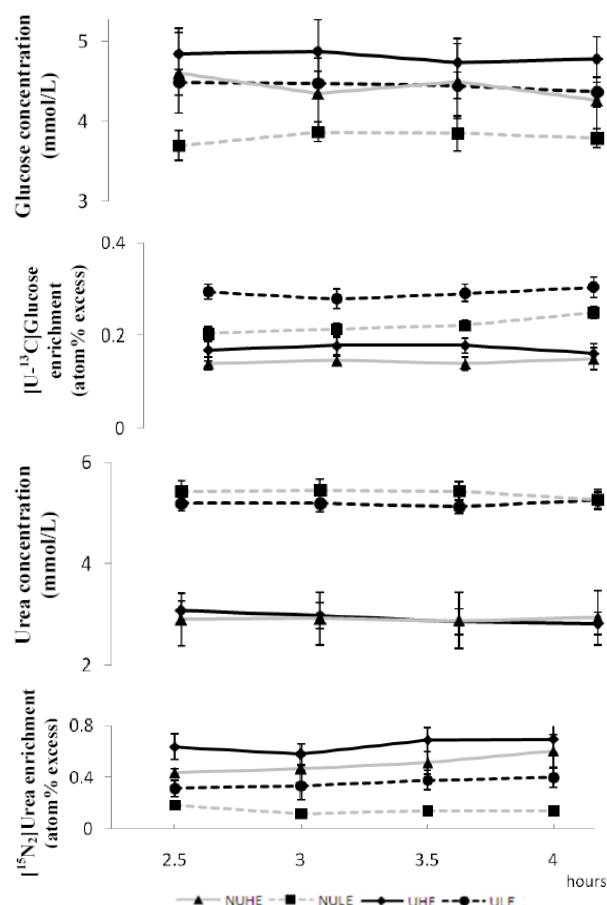 Glucose concentration
(mmol/L)
5
4
3
[U-¹³C]Glucose
enrichment
(atom% excess)
0.4
0.2
0
Urea concentration
(mmol/L)
6
4
2
[¹⁵N₂]Urea enrichment
(atom% excess)
0.8
0.4
0
2.5 3 3.5 4
hours
NUHE NULE UHE ULE